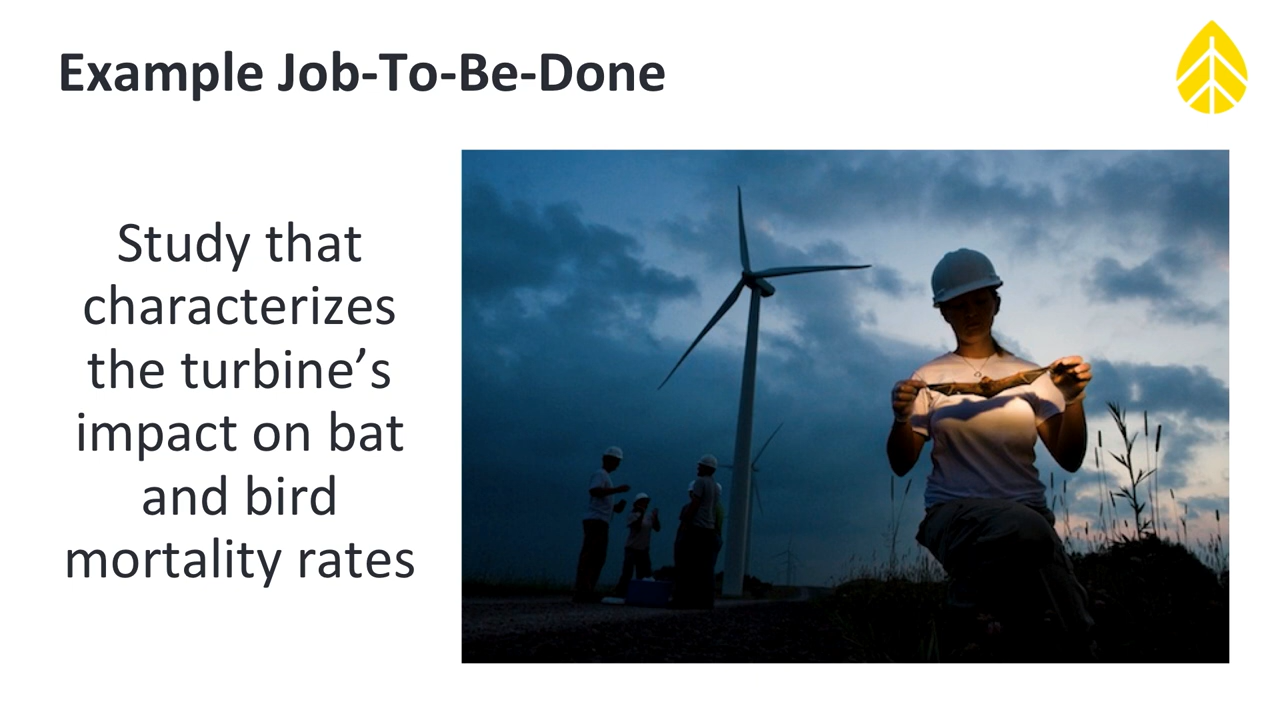 Example Job-To-Be-Done
Study that
characterizes
the turbine’s
impact on bat
and bird
mortality rates